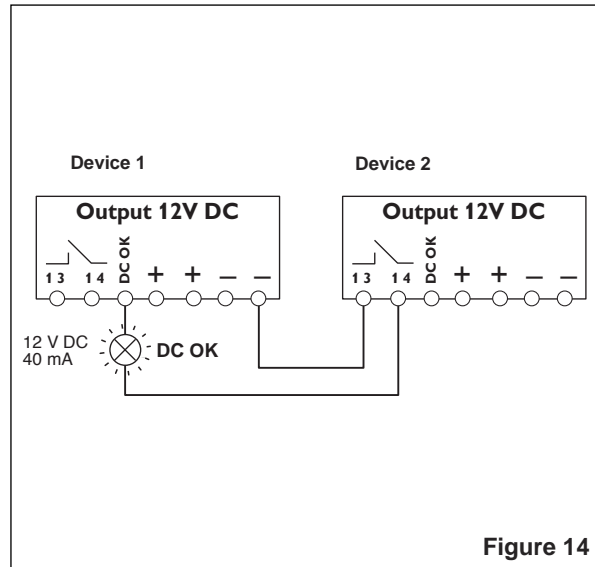 Device 1
Device 2
Output 12V DC
13 14 DC OK + + – –
Output 12V DC
13 14 DC OK + + – –
12 V DC
40 mA
DC OK
Figure 14